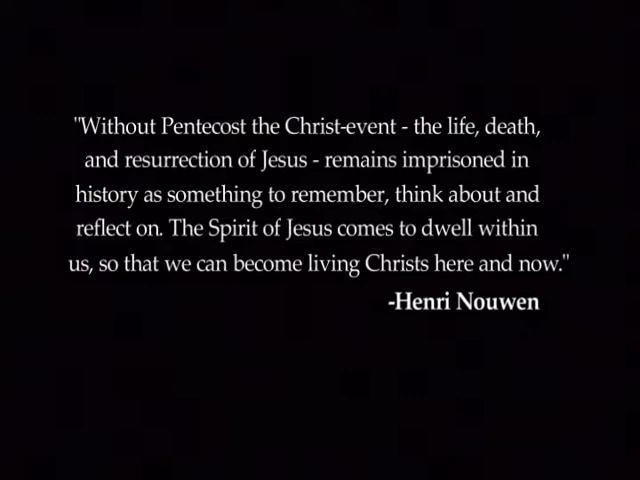 "Without Pentecost the Christ-event - the life, death,
and resurrection of Jesus - remains imprisoned in
history as something to remember, think about and
reflect on. The Spirit of Jesus comes to dwell within
us, so that we can become living Christs here and now."
-Henri Nouwen